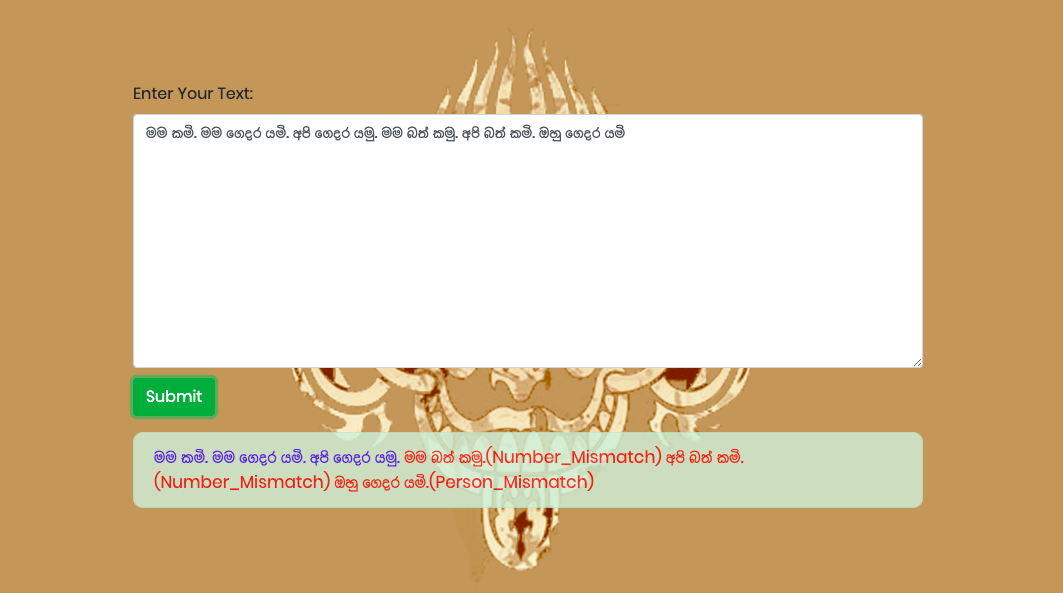 Enter Your Text:
මම කමි. මම ගෙදර යමි. අපි ගෙදර යමු. මම බත් කමු. අපි බත් කමි. ඔහු ගෙදර යමි
Submit
මම කමි. මම ගෙදර යමි. අපි ගෙදර යමු. මම බත් කමු.(Number_Mismatch) අපි බත් කමි.
(Number_Mismatch) ඔහු ගෙදර යමි.(Person_Mismatch)